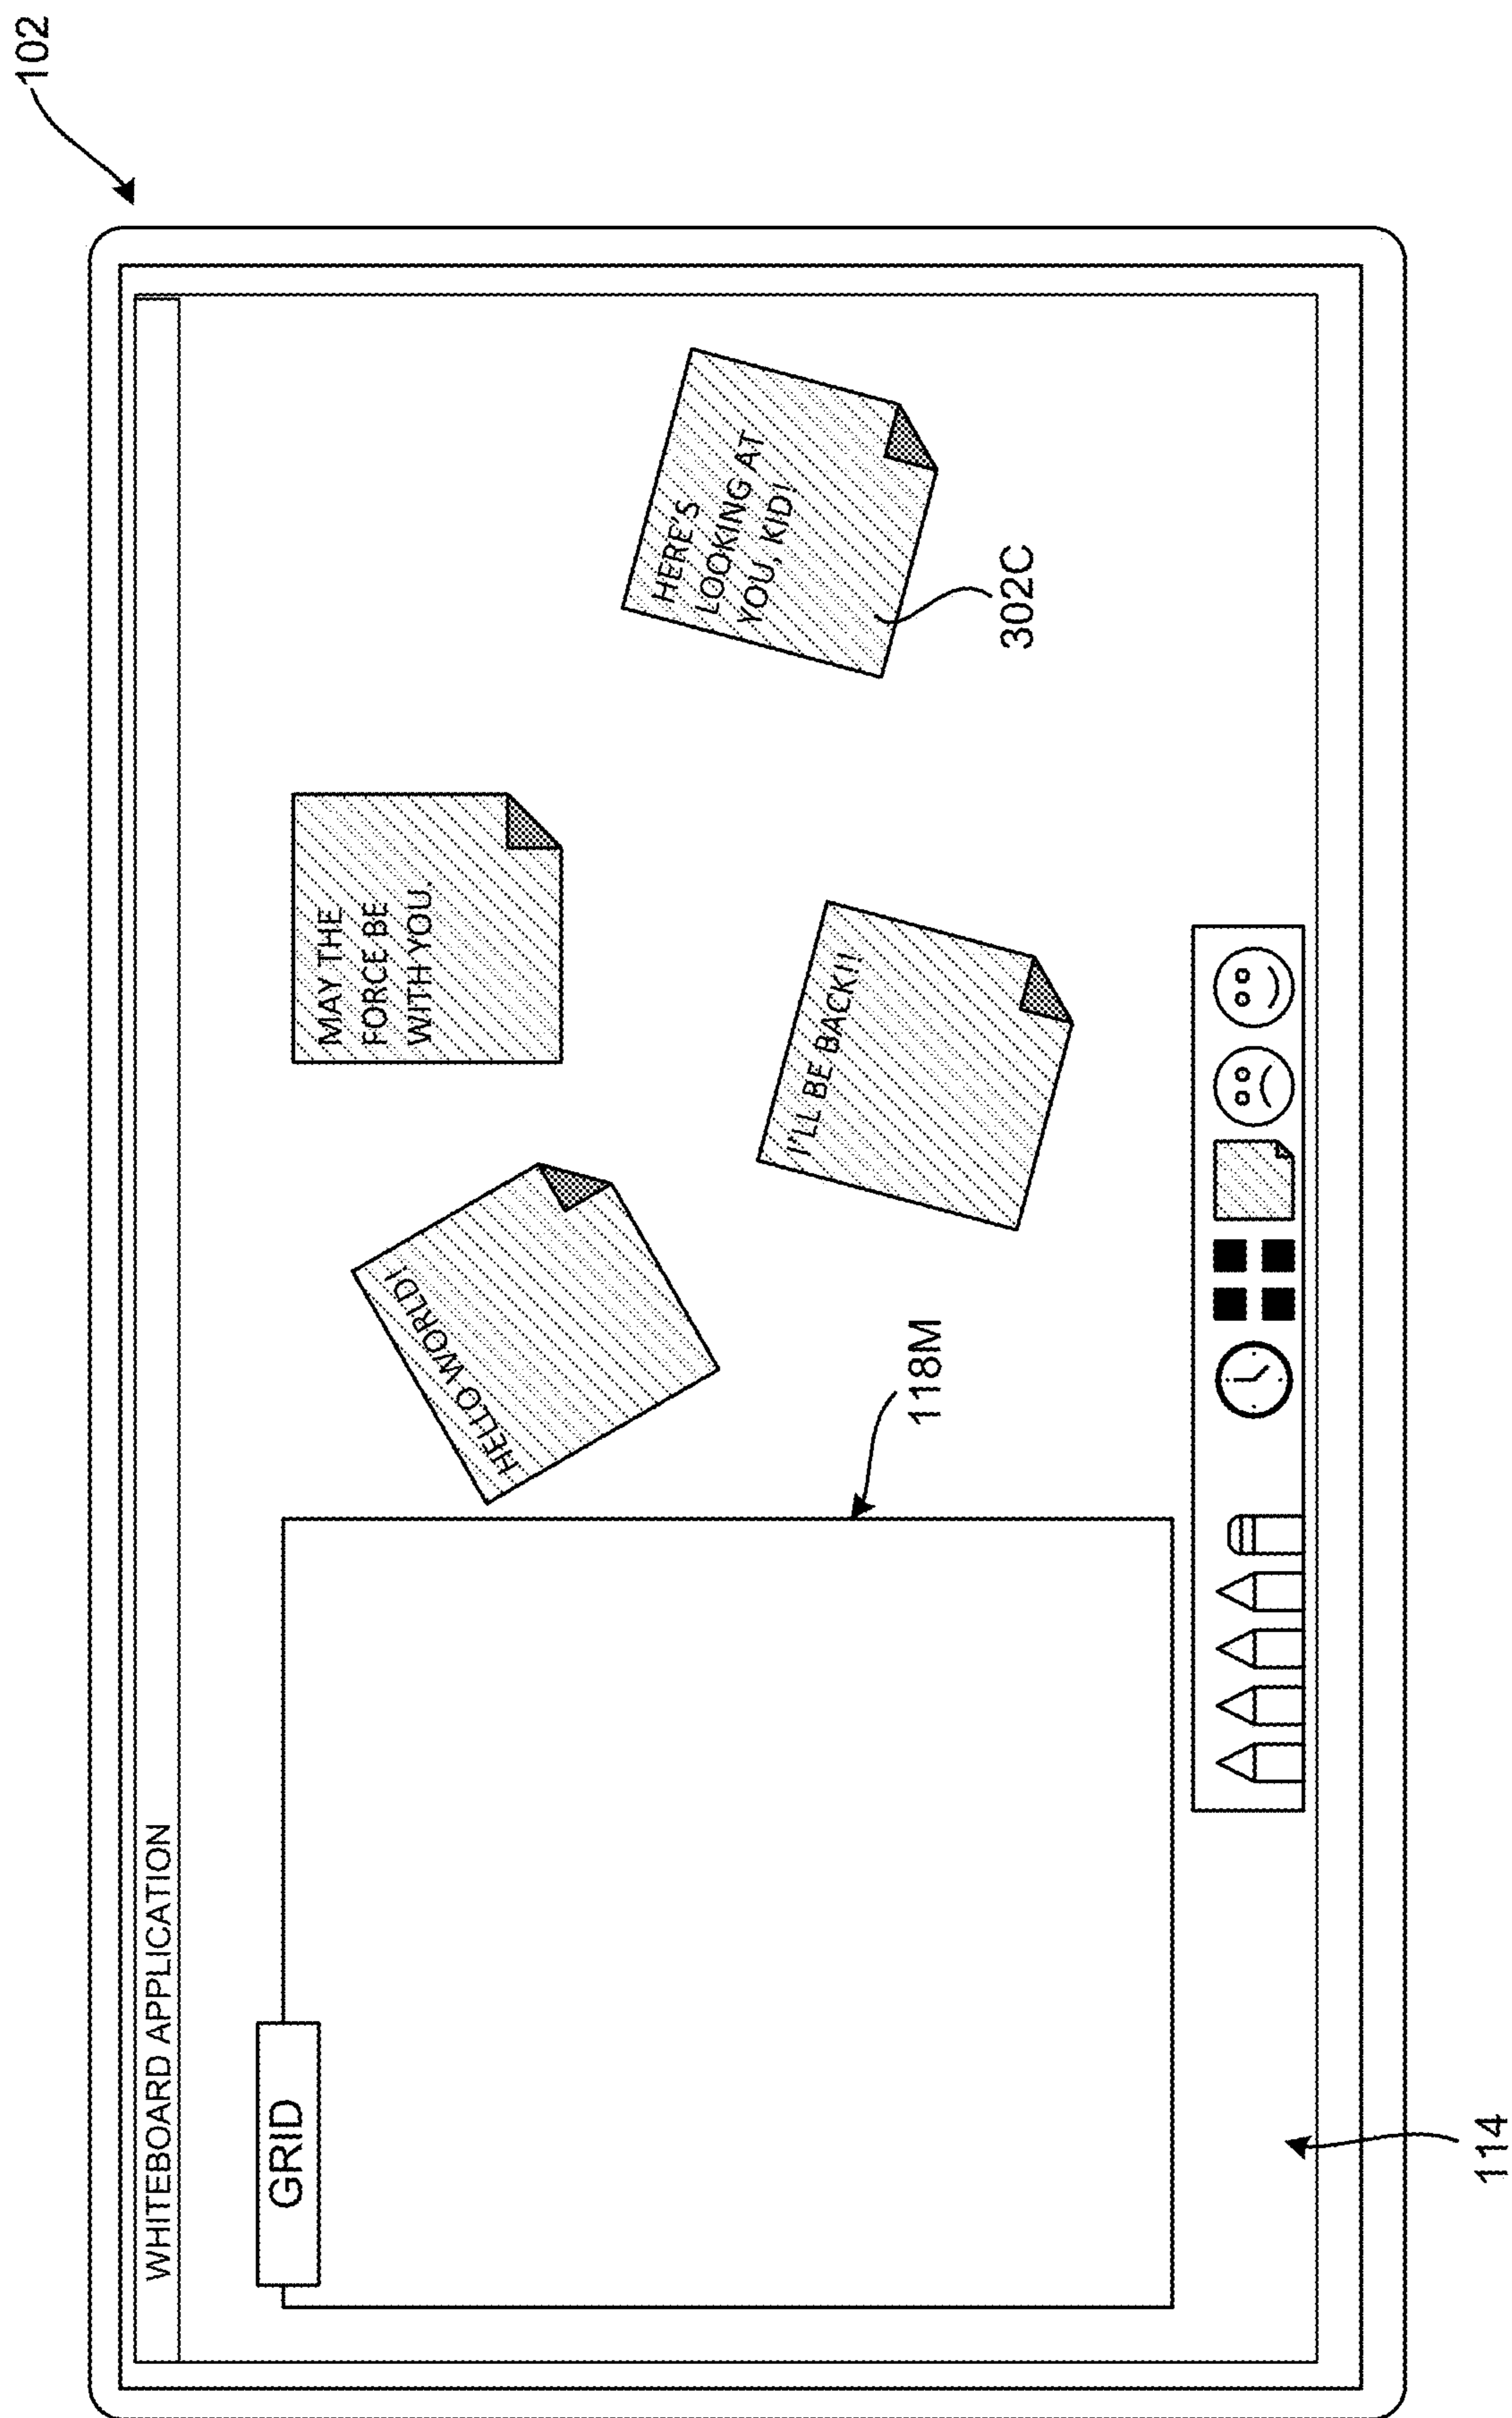 102
WHITEBOARD APPLICATION
GRID
HELLO WORLD!
MAY THE
FORCE BE
WITH YOU
HERE'S
LOOKING AT
YOU, KID!
I'LL BE BACK!!
302C
118M
114